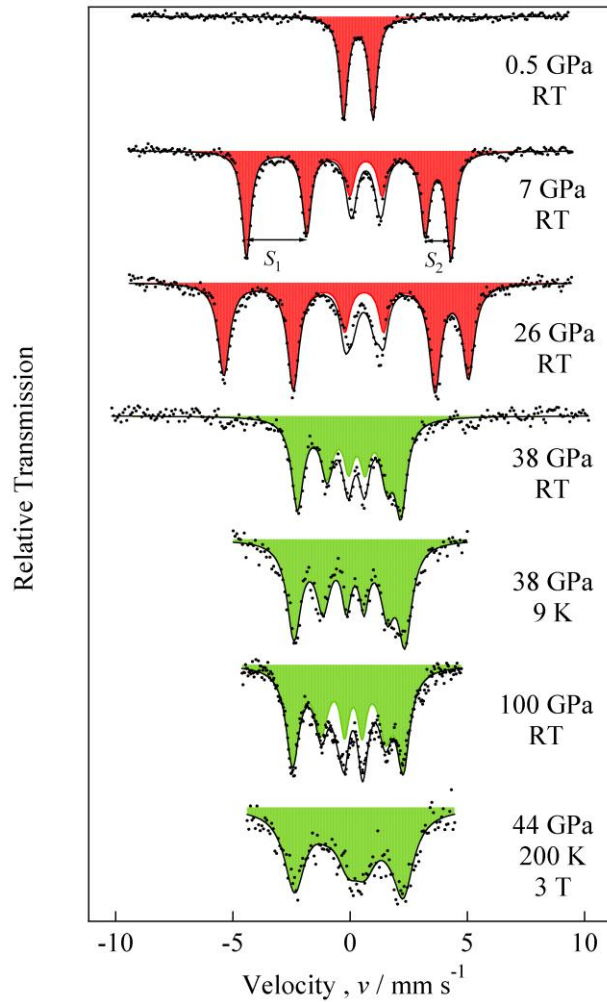 0.5 GPa
RT
7 GPa
RT
S₁
S₂
26 GPa
RT
Relative Transmission
38 GPa
RT
38 GPa
9 K
100 GPa
RT
44 GPa
200 K
3 T
-10 -5 0 5 10
Velocity , v / mm s⁻¹